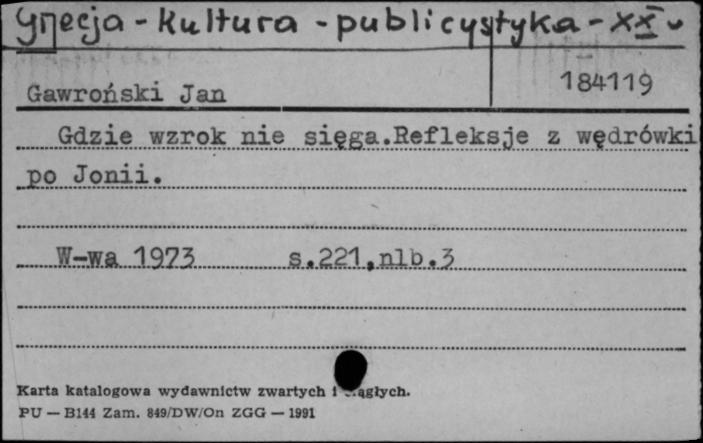 Grecja - kultura - publicystyka - XX w
184119
Gawroński Jan
Gdzie wzrok nie sięga.Refleksje z wędrówki
po Jonii.
W-wa 1973 s.221,nlb.3
Karta katalogowa wydawnictw zwartych i ciągłych.
PU — B144 Zam. 849/DW/On ZGG — 1991